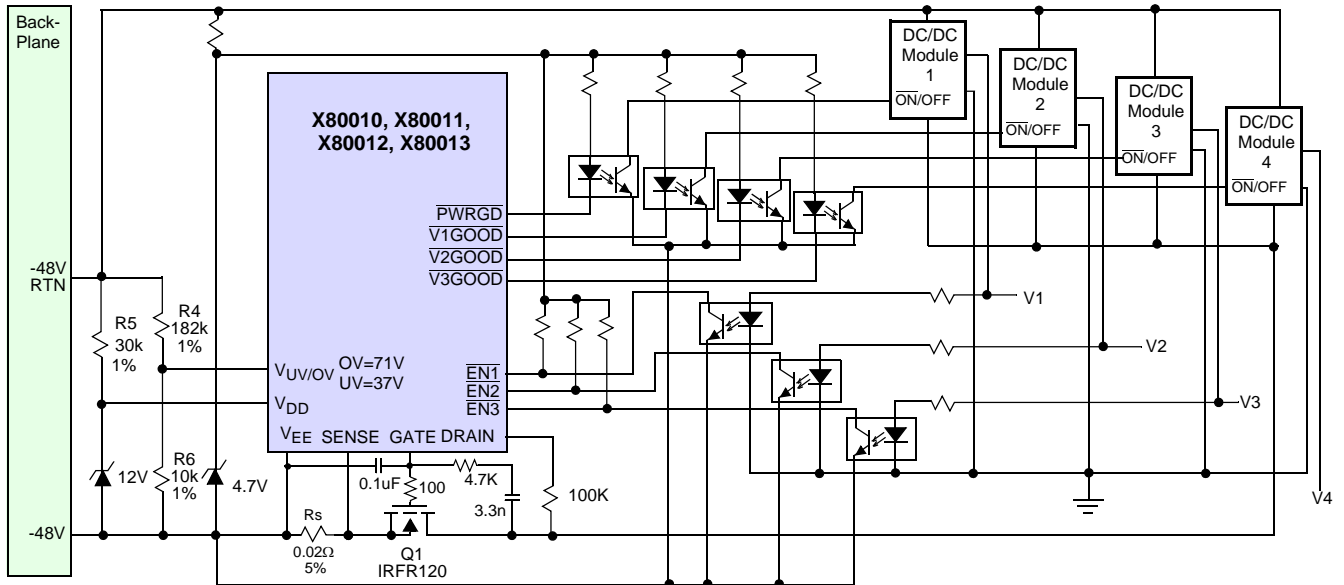 Back-
Plane
-48V
RTN
-48V
R5
30k
1%
R4
182k
1%
R6
10k
1%
12V
4.7V
X80010, X80011,
X80012, X80013
PWRGD
V1GOOD
V2GOOD
V3GOOD
VUV/OV
OV=71V
UV=37V
VDD
EN1
EN2
EN3
VEE SENSE GATE DRAIN
0.1uF
100
4.7K
3.3n
100K
Rs
0.02Ω
5%
Q1
IRFR120
DC/DC
Module
1
ON/OFF
DC/DC
Module
2
ON/OFF
DC/DC
Module
3
ON/OFF
DC/DC
Module
4
ON/OFF
V1
V2
V3
V4